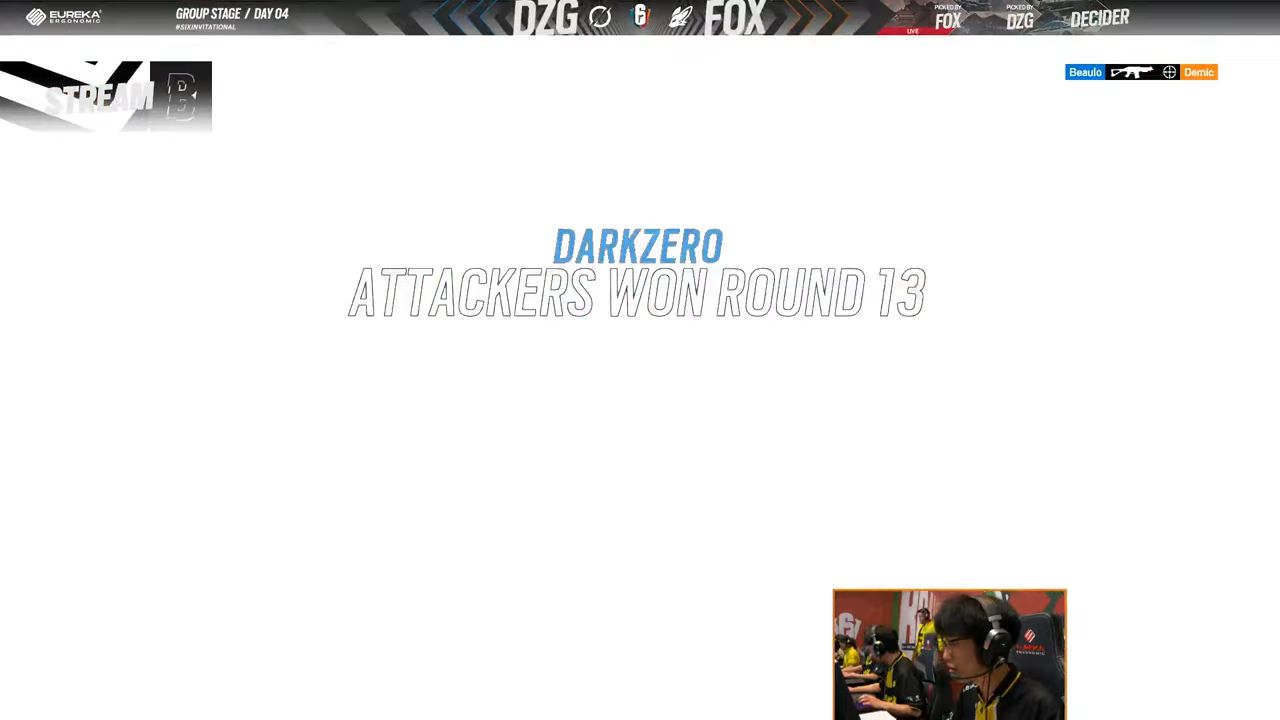 EUREKA
ERGONOMIC
GROUP STAGE / DAY 04
#SIXINVITATIONAL
DZG
6
FOX
LIVE
PICKED BY
FOX
PICKED BY
DZG
DECIDER
STREAM B
Beaulo
Demic
DARKZERO
ATTACKERS WON ROUND 13